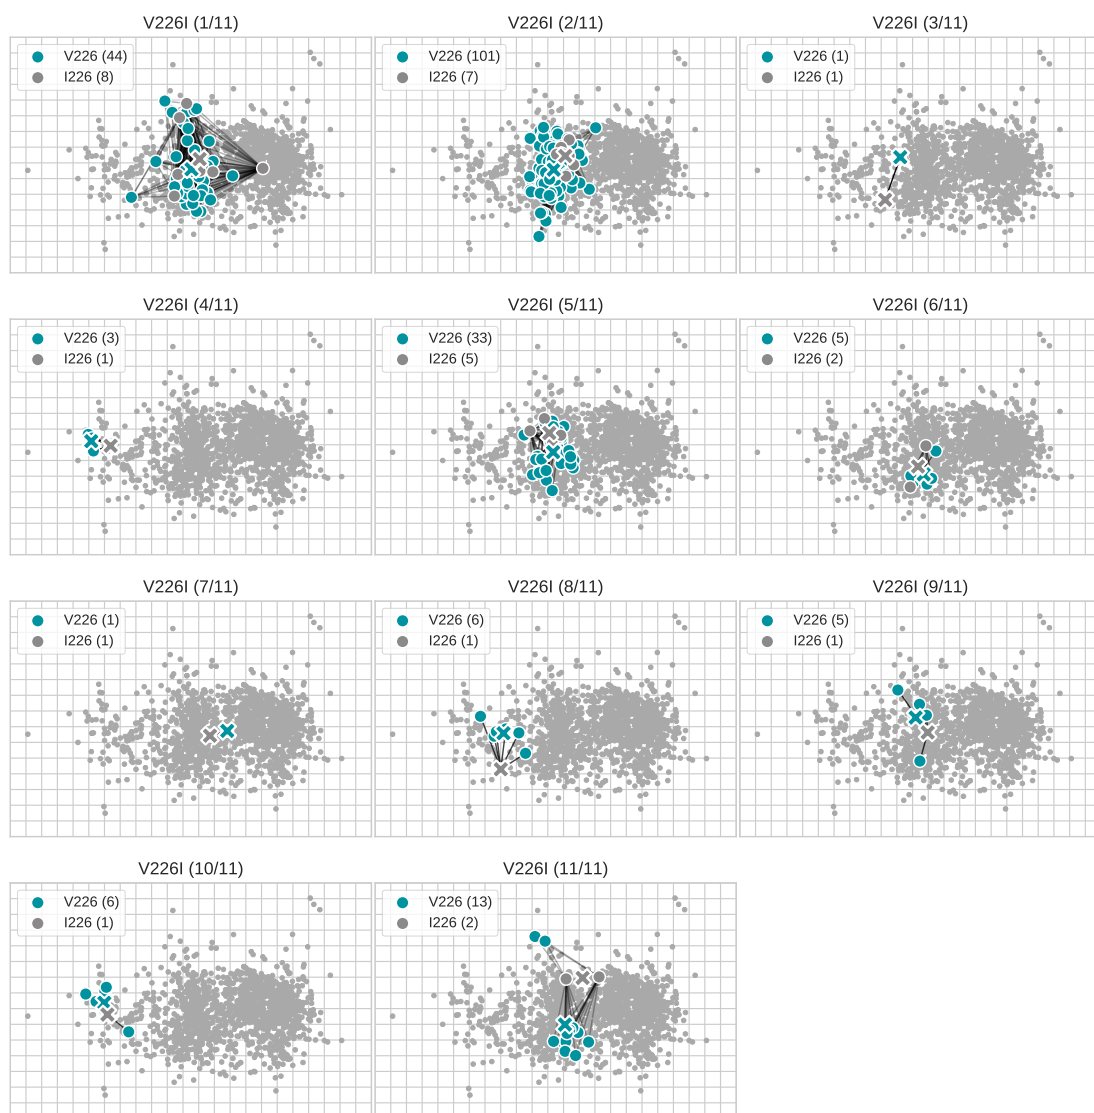 V226I (1/11)
V226 (44)
I226 (8)
V226I (2/11)
V226 (101)
I226 (7)
V226I (3/11)
V226 (1)
I226 (1)
V226I (4/11)
V226 (3)
I226 (1)
V226I (5/11)
V226 (33)
I226 (5)
V226I (6/11)
V226 (5)
I226 (2)
V226I (7/11)
V226 (1)
I226 (1)
V226I (8/11)
V226 (6)
I226 (1)
V226I (9/11)
V226 (5)
I226 (1)
V226I (10/11)
V226 (6)
I226 (1)
V226I (11/11)
V226 (13)
I226 (2)